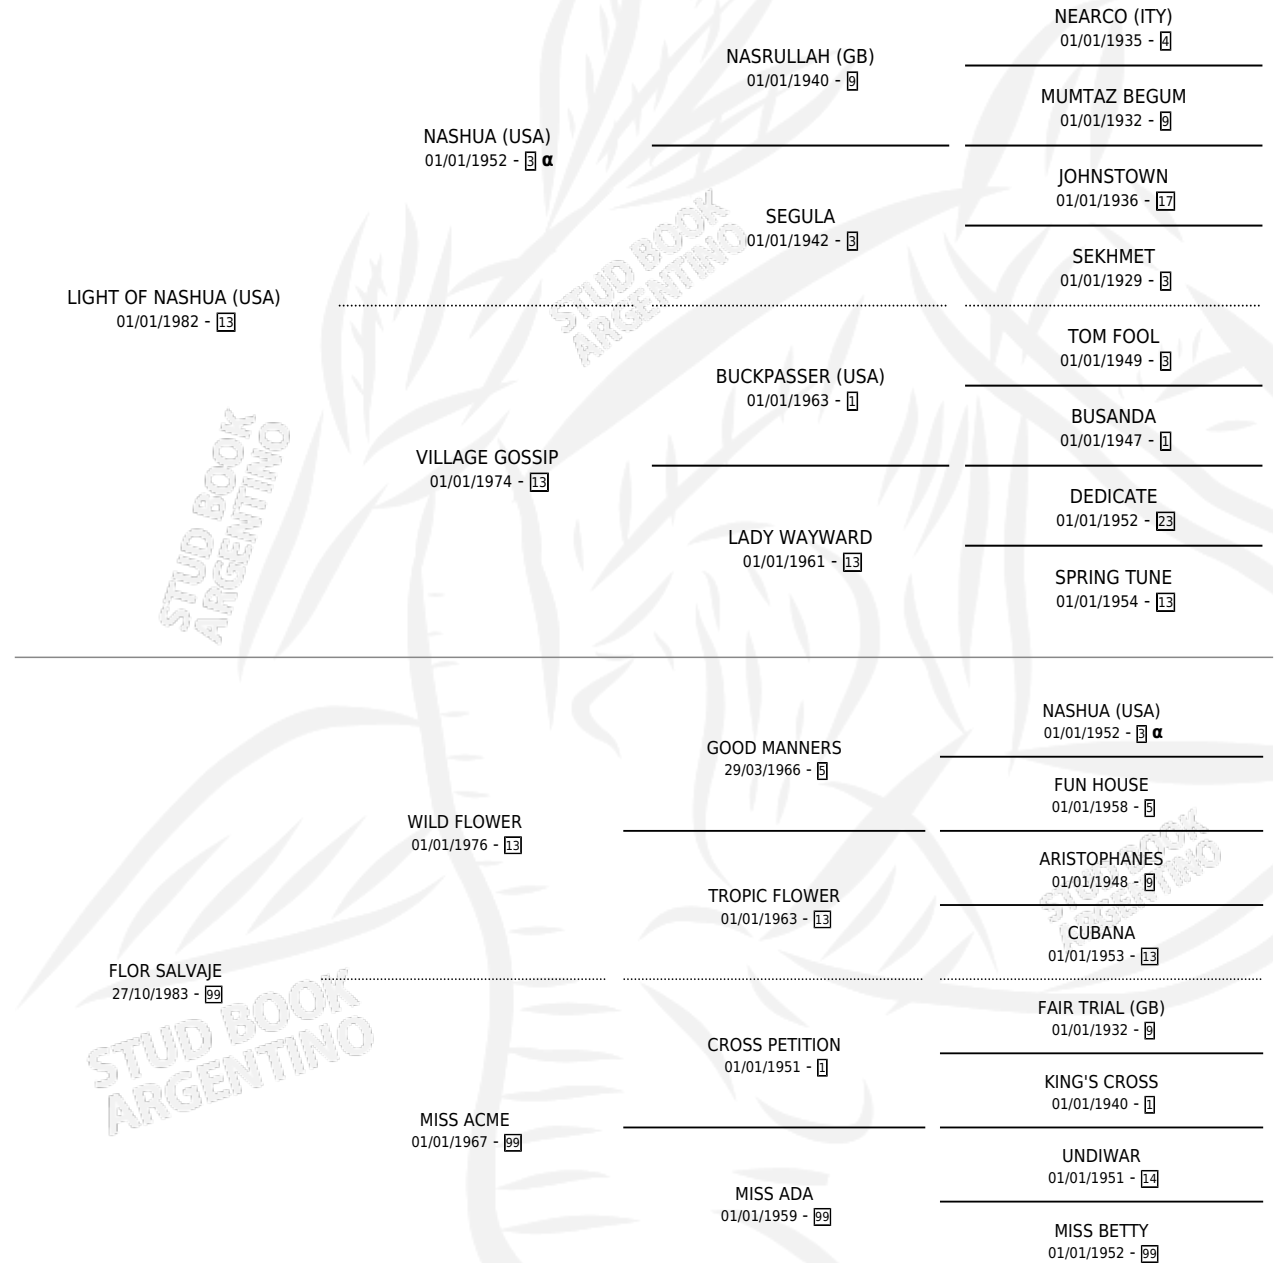 NEARCO (ITY)
01/01/1935 - 4
NASRULLAH (GB)
01/01/1940 - 9
MUMTAZ BEGUM
01/01/1932 - 9
NASHUA (USA)
01/01/1952 - 3 α
JOHNSTOWN
01/01/1936 - 17
SEGULA
01/01/1942 - 3
SEKHMET
01/01/1929 - 3
LIGHT OF NASHUA (USA)
01/01/1982 - 13
TOM FOOL
01/01/1949 - 3
BUCKPASSER (USA)
01/01/1963 - 1
BUSANDA
01/01/1947 - 1
VILLAGE GOSSIP
01/01/1974 - 13
DEDICATE
01/01/1952 - 23
LADY WAYWARD
01/01/1961 - 13
SPRING TUNE
01/01/1954 - 13
NASHUA (USA)
01/01/1952 - 3 α
GOOD MANNERS
29/03/1966 - 5
FUN HOUSE
01/01/1958 - 5
WILD FLOWER
01/01/1976 - 13
ARISTOPHANES
01/01/1948 - 9
TROPIC FLOWER
01/01/1963 - 13
CUBANA
01/01/1953 - 13
FLOR SALVAJE
27/10/1983 - 99
FAIR TRIAL (GB)
01/01/1932 - 9
CROSS PETITION
01/01/1951 - 1
KING'S CROSS
01/01/1940 - 1
MISS ACME
01/01/1967 - 99
UNDIWAR
01/01/1951 - 14
MISS ADA
01/01/1959 - 99
MISS BETTY
01/01/1952 - 99
STUD BOOK
ARGENTINO
STUD BOOK
ARGENTINO
STUD BOOK
ARGENTINO
STUD BOOK
ARGENTINO